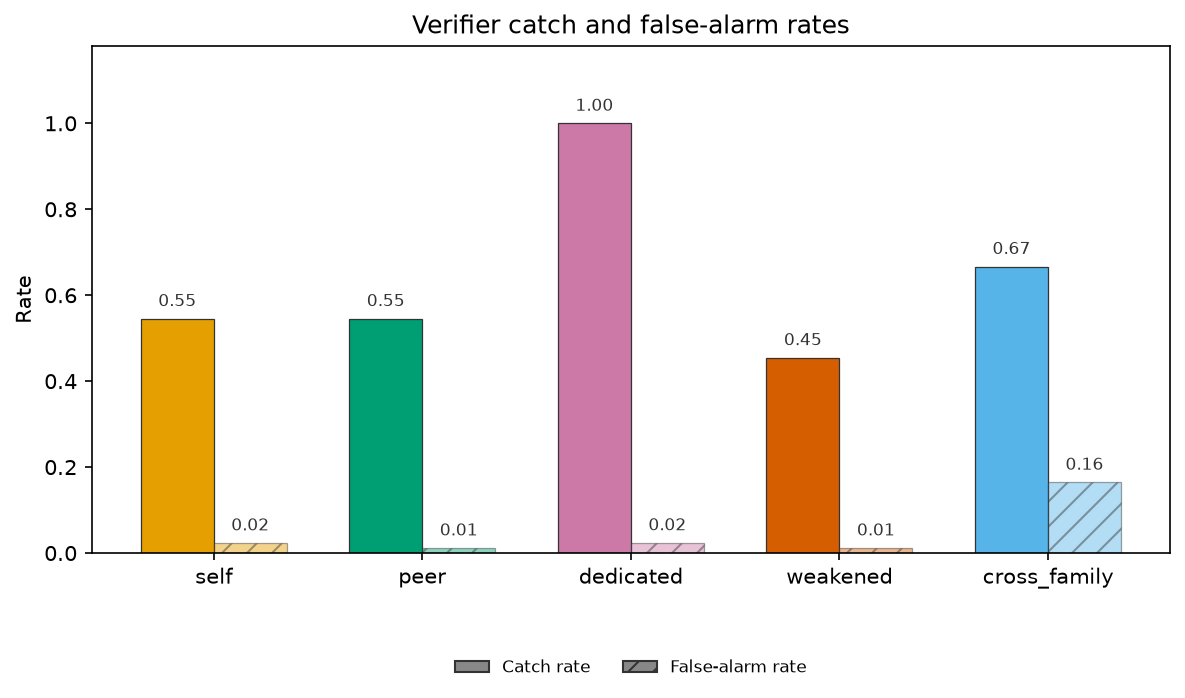 Verifier catch and false-alarm rates
Rate
1.0
0.8
0.6
0.4
0.2
0.0
0.55
0.02
0.55
0.01
1.00
0.02
0.45
0.01
0.67
0.16
self
peer
dedicated
weakened
cross_family
Catch rate
False-alarm rate